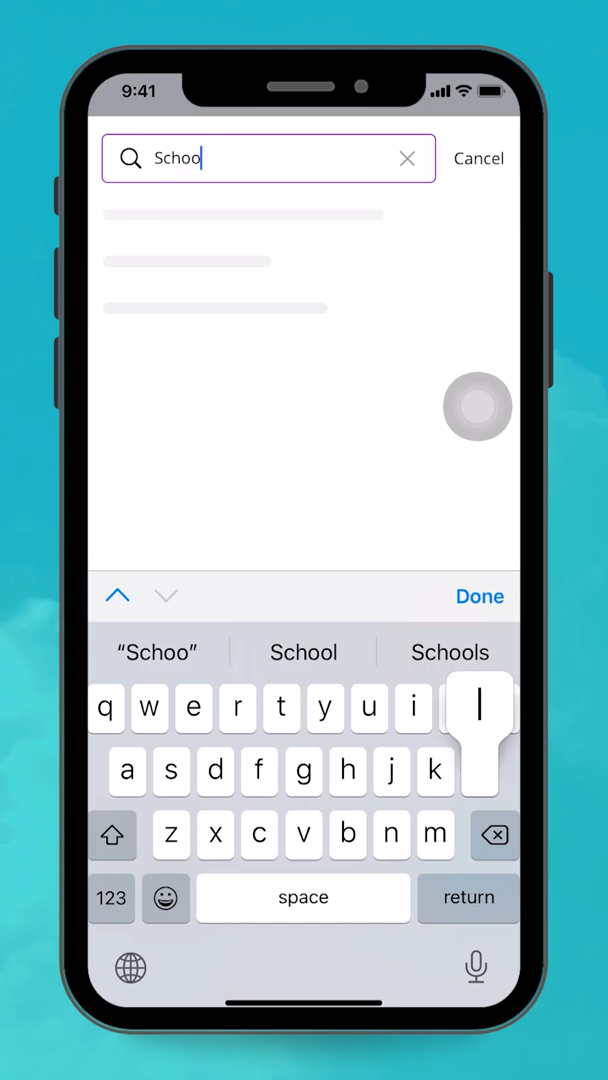 9:41
Schoo
Cancel
Done
“Schoo” School Schools
q w e r t y u i l
a s d f g h j k
z x c v b n m
123 space return